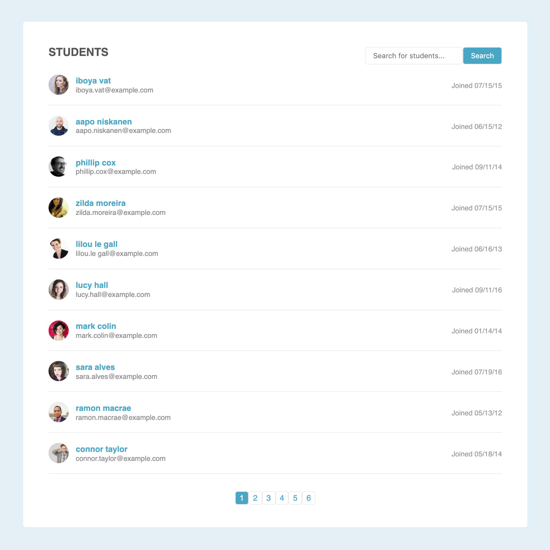 STUDENTS
Search for students...
Search
iboya vat
iboya.vat@example.com
Joined 07/15/15
aapo niskanen
aapo.niskanen@example.com
Joined 06/15/12
phillip cox
phillip.cox@example.com
Joined 09/11/14
zilda moreira
zilda.moreira@example.com
Joined 07/15/15
lilou le gall
lilou.le gall@example.com
Joined 06/16/13
lucy hall
lucy.hall@example.com
Joined 09/11/16
mark colin
mark.colin@example.com
Joined 01/14/14
sara alves
sara.alves@example.com
Joined 07/19/16
ramon macrae
ramon.macrae@example.com
Joined 05/13/12
connor taylor
connor.taylor@example.com
Joined 05/18/14
1 2 3 4 5 6